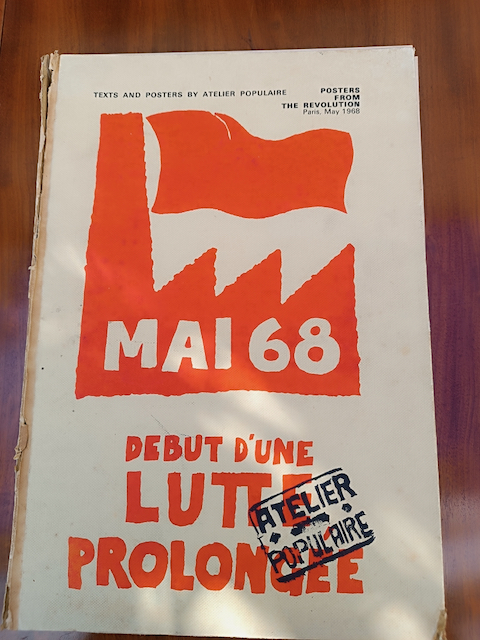 TEXTS AND POSTERS BY ATELIER POPULAIRE
POSTERS
FROM
THE REVOLUTION
Paris, May 1968
MAI 68
DEBUT D'UNE
LUTTE
PROLONGÉE
ATELIER
POPULAIRE